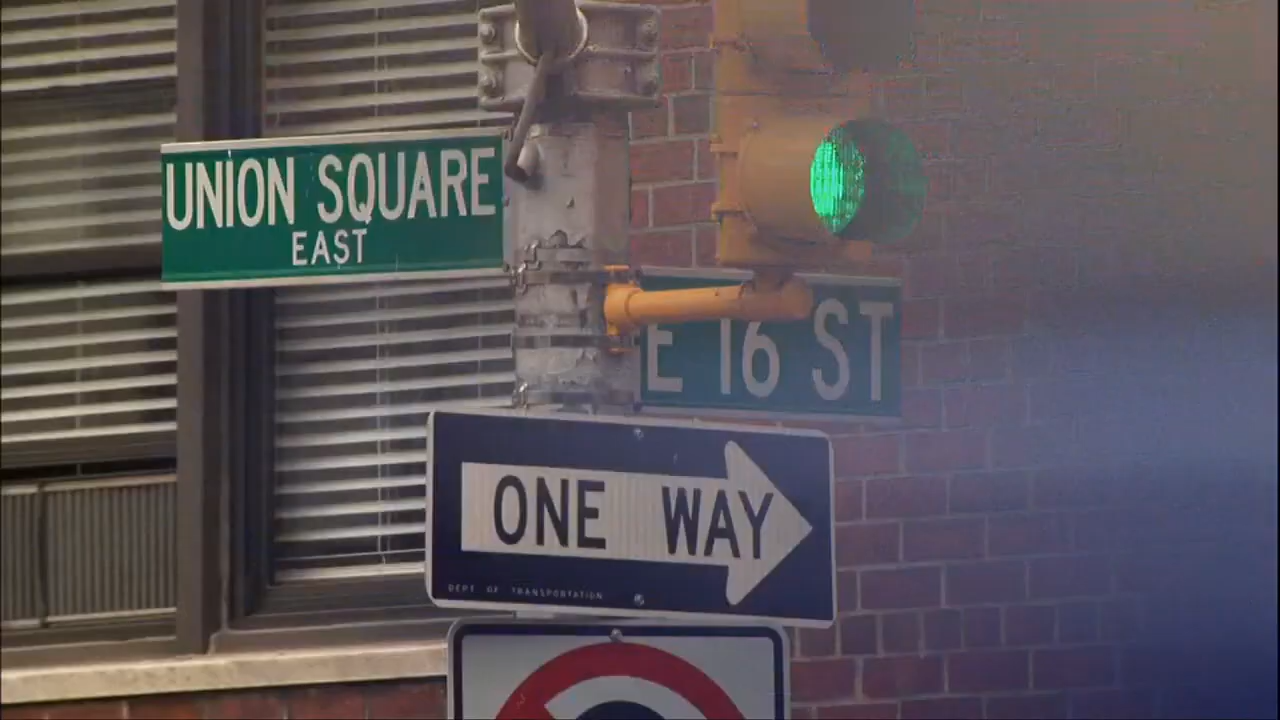 UNION SQUARE
EAST
E 16 ST
ONE WAY
DEPT OF TRANSPORTATION